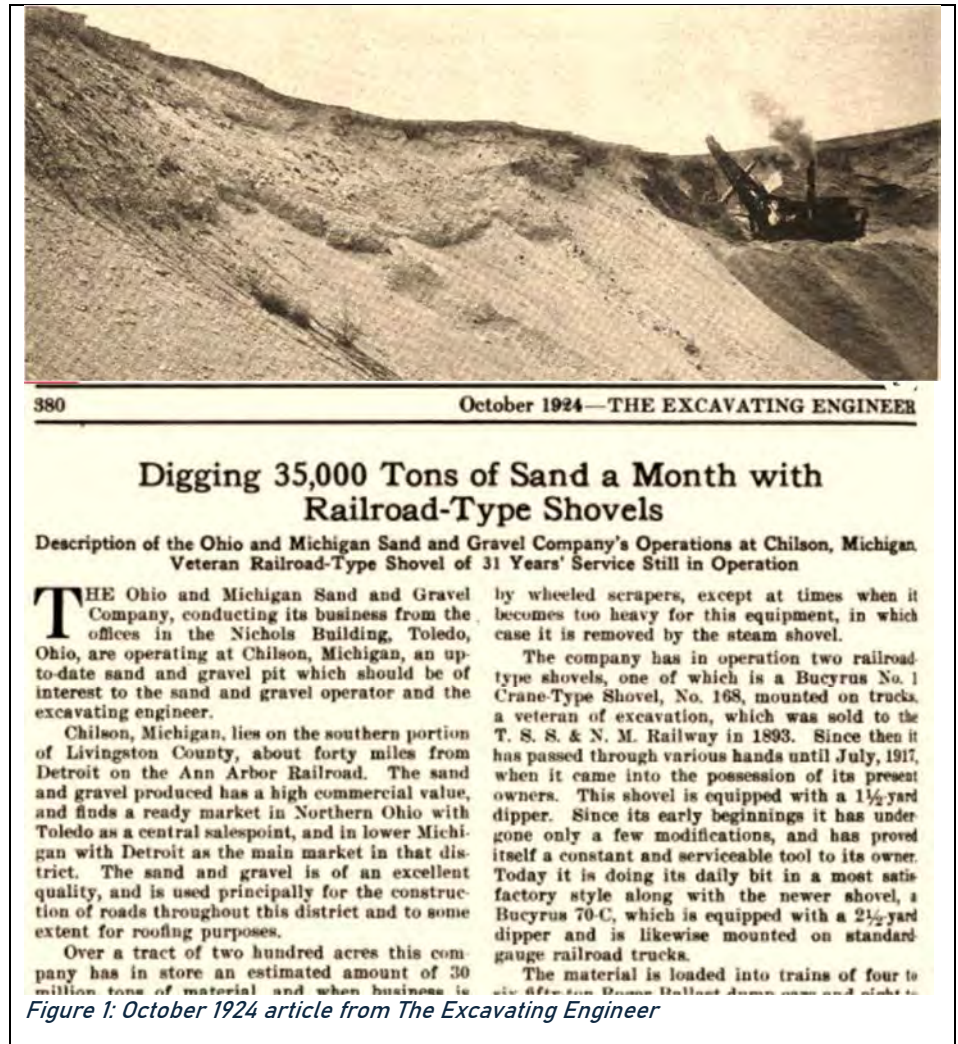 380
October 1924—THE EXCAVATING ENGINEER
Digging 35,000 Tons of Sand a Month with
Railroad-Type Shovels
Description of the Ohio and Michigan Sand and Gravel Company's Operations at Chilson, Michigan.
Veteran Railroad-Type Shovel of 31 Years' Service Still in Operation
THE Ohio and Michigan Sand and Gravel
Company, conducting its business from the
offices in the Nichols Building, Toledo,
Ohio, are operating at Chilson, Michigan, an up-
to-date sand and gravel pit which should be of
interest to the sand and gravel operator and the
excavating engineer.
Chilson, Michigan, lies on the southern portion
of Livingston County, about forty miles from
Detroit on the Ann Arbor Railroad. The sand
and gravel produced has a high commercial value,
and finds a ready market in Northern Ohio with
Toledo as a central salespoint, and in lower Michi-
gan with Detroit as the main market in that dis-
trict. The sand and gravel is of an excellent
quality, and is used principally for the construc-
tion of roads throughout this district and to some
extent for roofing purposes.
Over a tract of two hundred acres this com-
pany has in store an estimated amount of 30
million tons of material and when business is
by wheeled scrapers, except at times when it
becomes too heavy for this equipment, in which
case it is removed by the steam shovel.
The company has in operation two railroad-
type shovels, one of which is a Bucyrus No. 1
Crane-Type Shovel, No. 168, mounted on trucks,
a veteran of excavation, which was sold to the
T. S. S. & N. M. Railway in 1893. Since then it
has passed through various hands until July, 1917,
when it came into the possession of its present
owners. This shovel is equipped with a 1½-yard
dipper. Since its early beginnings it has under-
gone only a few modifications, and has proved
itself a constant and serviceable tool to its owner.
Today it is doing its daily bit in a most satis-
factory style along with the newer shovel, a
Bucyrus 70-C, which is equipped with a 2½-yard
dipper and is likewise mounted on standard-
gauge railroad trucks.
The material is loaded into trains of four to
Figure 1: October 1924 article from The Excavating Engineer